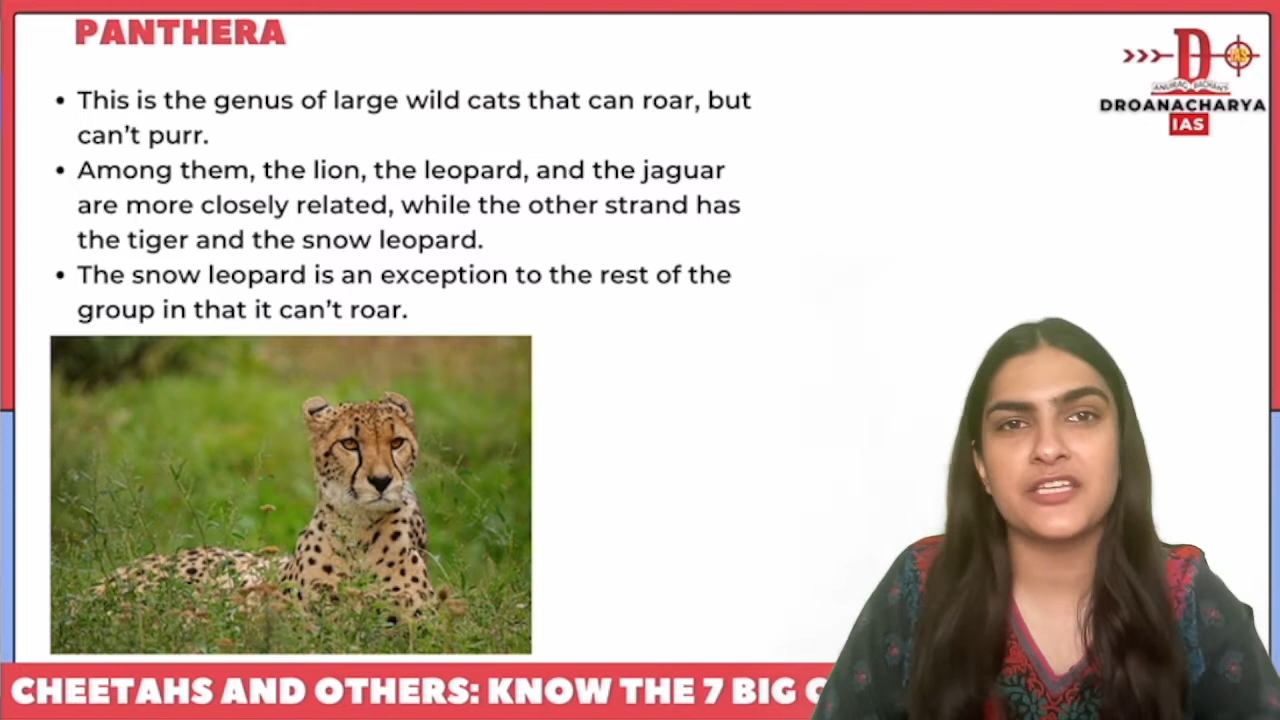 PANTHERA
• This is the genus of large wild cats that can roar, but
can't purr.
• Among them, the lion, the leopard, and the jaguar
are more closely related, while the other strand has
the tiger and the snow leopard.
• The snow leopard is an exception to the rest of the
group in that it can't roar.
D
IAS
ANURAG BACHAN'S
DROANACHARYA
IAS
CHEETAHS AND OTHERS: KNOW THE 7 BIG